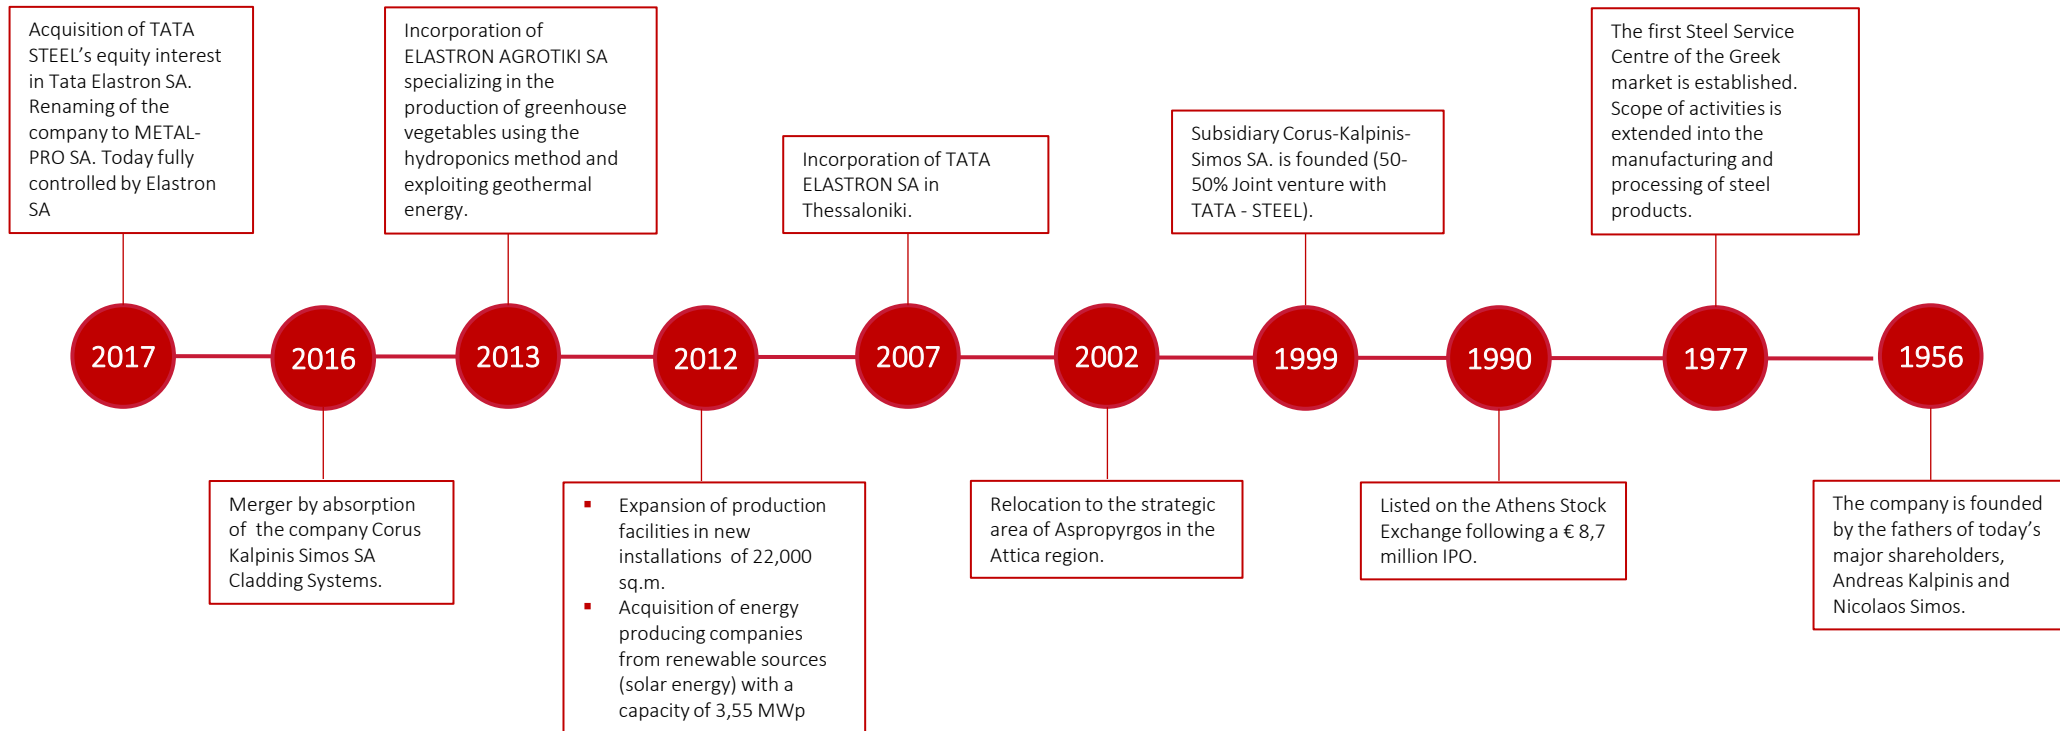 Acquisition of TATA
STEEL’s equity interest
in Tata Elastron SA.
Renaming of the
company to METAL-
PRO SA. Today fully
controlled by Elastron
SA
Incorporation of
ELASTRON AGROTIKI SA
specializing in the
production of greenhouse
vegetables using the
hydroponics method and
exploiting geothermal
energy.
Incorporation of TATA
ELASTRON SA in
Thessaloniki.
Subsidiary Corus-Kalpinis-
Simos SA. is founded (50-
50% Joint venture with
TATA - STEEL).
The first Steel Service
Centre of the Greek
market is established.
Scope of activities is
extended into the
manufacturing and
processing of steel
products.
2017
2016
2013
2012
2007
2002
1999
1990
1977
1956
Merger by absorption
of  the company Corus
Kalpinis Simos SA
Cladding Systems.
▪ Expansion of production
facilities in new
installations  of 22,000
sq.m.
▪ Acquisition of energy
producing companies
from renewable sources
(solar energy) with a
capacity of 3,55 MWp
Relocation to the strategic
area of Aspropyrgos in the
Attica region.
Listed on the Athens Stock
Exchange following a € 8,7
million IPO.
The company is founded
by the fathers of today’s
major shareholders,
Andreas Kalpinis and
Nicolaos Simos.